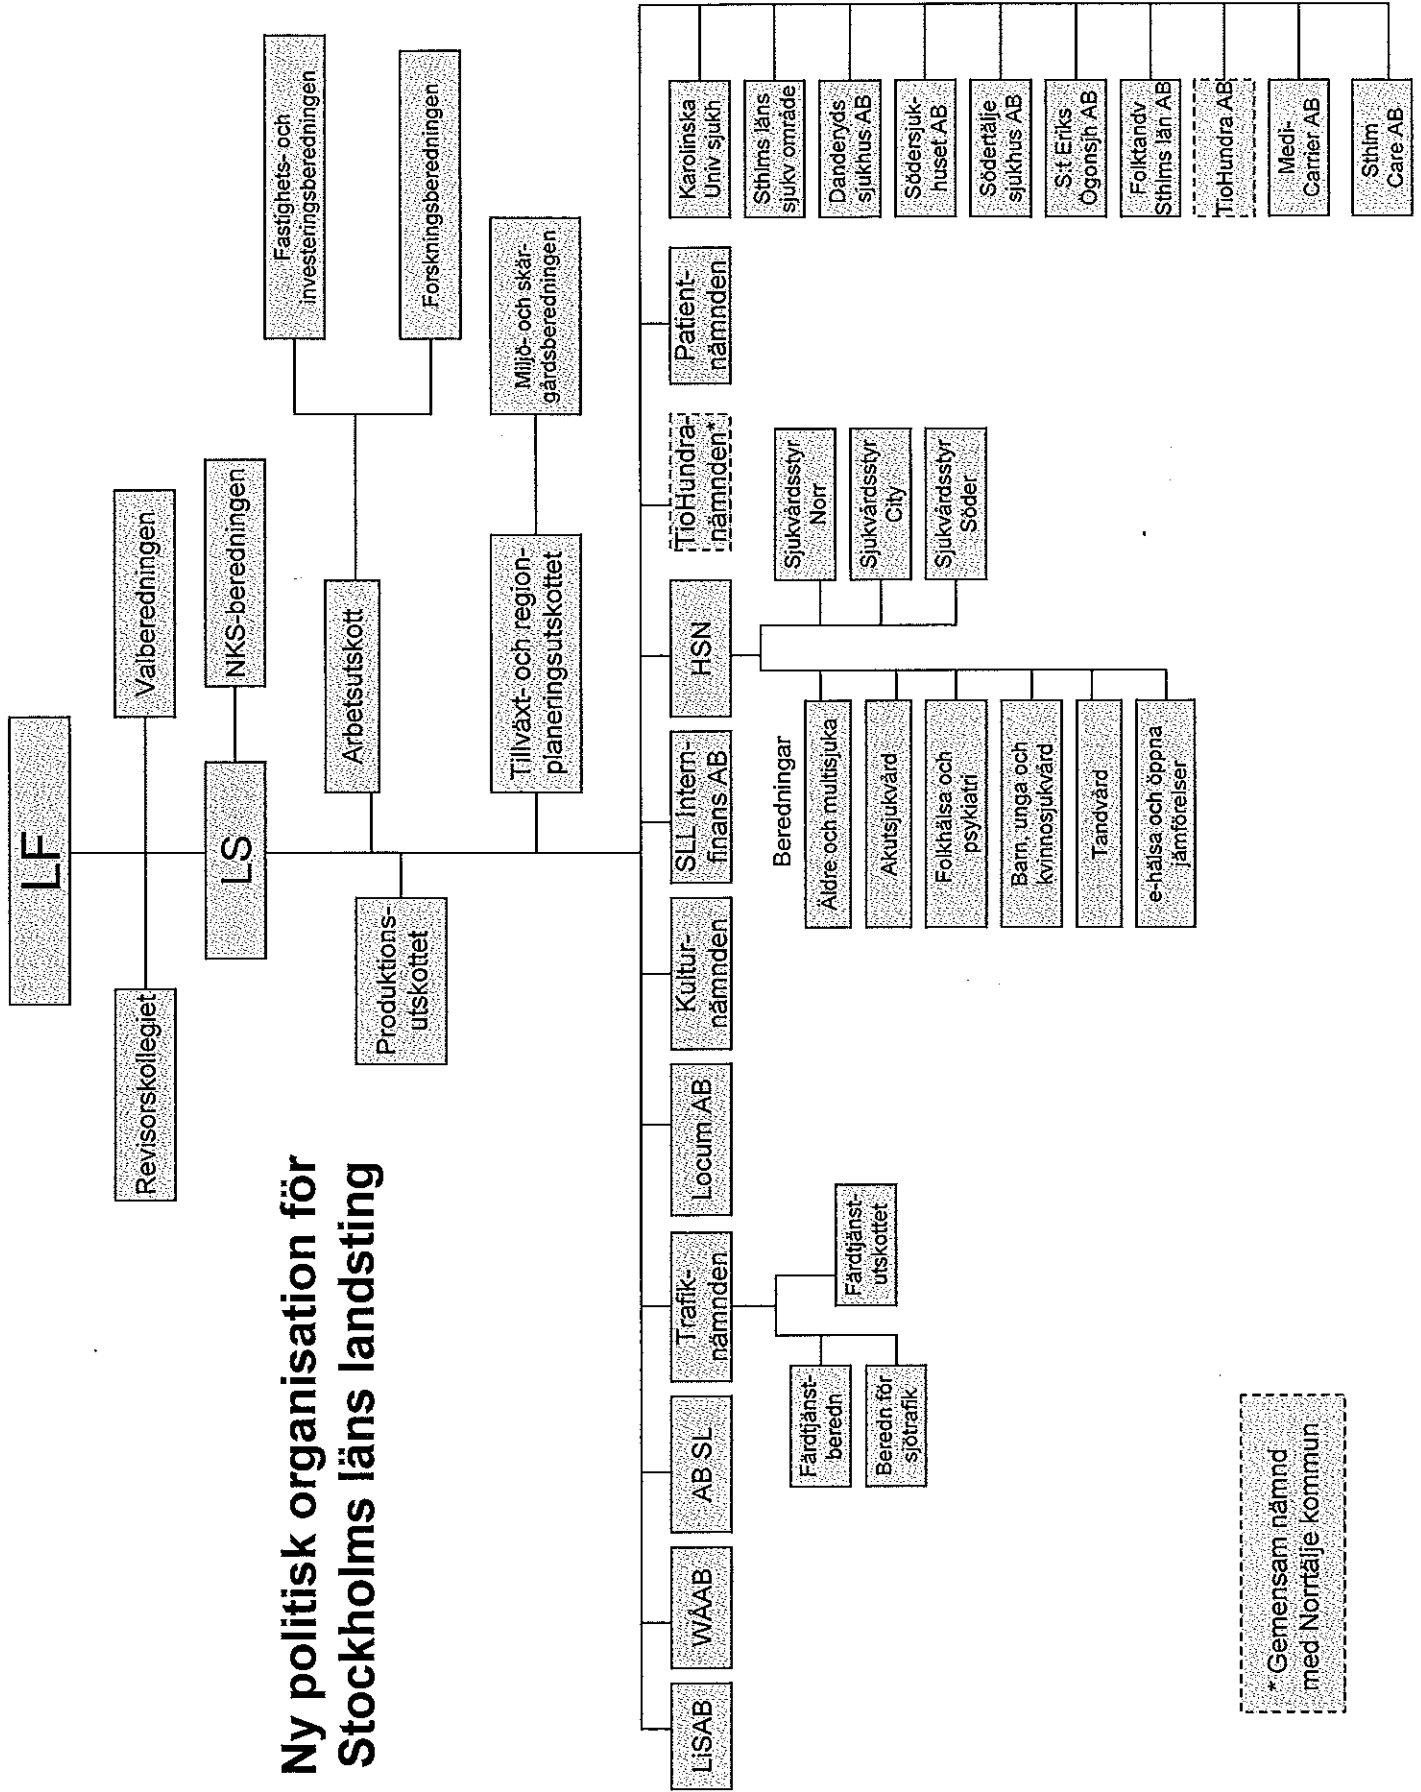 Ny politisk organisation för
Stockholms läns landsting
LF
Revisorskollegiet
Valberedningen
LS
NKS-beredningen
Produktions-
utskottet
Arbetsutskott
Fastighets- och
investeringsberedningen
Forskningsberedningen
Tillväxt- och region-
planeringsutskottet
Miljö- och skär-
gårdsberedningen
LiSAB
WÅAB
AB SL
Trafik-
nämnden
Locum AB
Kultur-
nämnden
SLL Intern-
finans AB
HSN
TioHundra-
nämnden*
Patient-
nämnden
Färdtjänst-
beredn
Beredn för
sjötrafik
Färdtjänst-
utskottet
Beredningar
Äldre och multisjuka
Akutsjukvård
Folkhälsa och
psykiatri
Barn, unga och
kvinnosjukvård
Tandvård
e-hälsa och öppna
jämförelser
Sjukvårdsstyr
Norr
Sjukvårdsstyr
City
Sjukvårdsstyr
Söder
Karolinska
Univ sjukh
Sthlms läns
sjukv område
Danderyds
sjukhus AB
Södersjuk-
huset AB
Södertälje
sjukhus AB
S:t Eriks
Ögonsjh AB
Folktandv
Sthlms län AB
TioHundra AB
Medi-
Carrier AB
Sthlm
Care AB
* Gemensam nämnd
med Norrtälje kommun